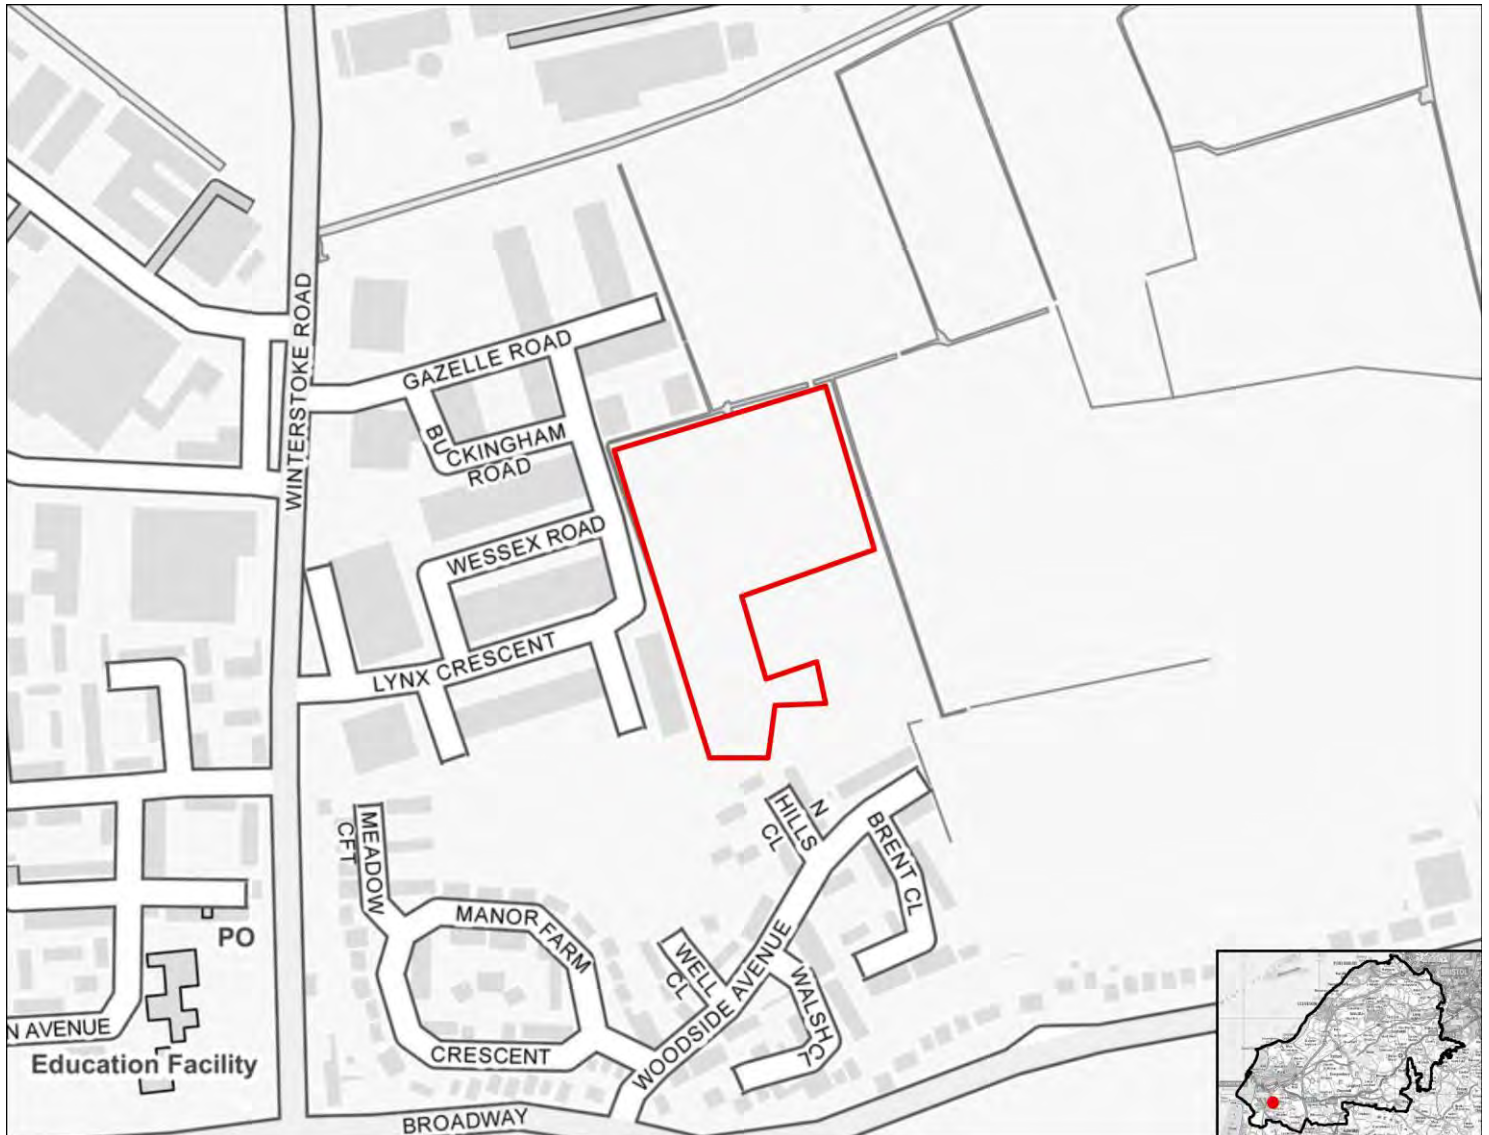 GAZELLE ROAD
WINTERSTOKE ROAD
BU
CKINGHAM
ROAD
WESSEX ROAD
LYNX CRESCENT
MEADOW
CFT
N
HILLS
CL
BRENT CL
MANOR FARM
PO
WELL
CL
WOODSIDE AVENUE
WALSH CL
N AVENUE
CRESCENT
Education Facility
BROADWAY
BRISTOL